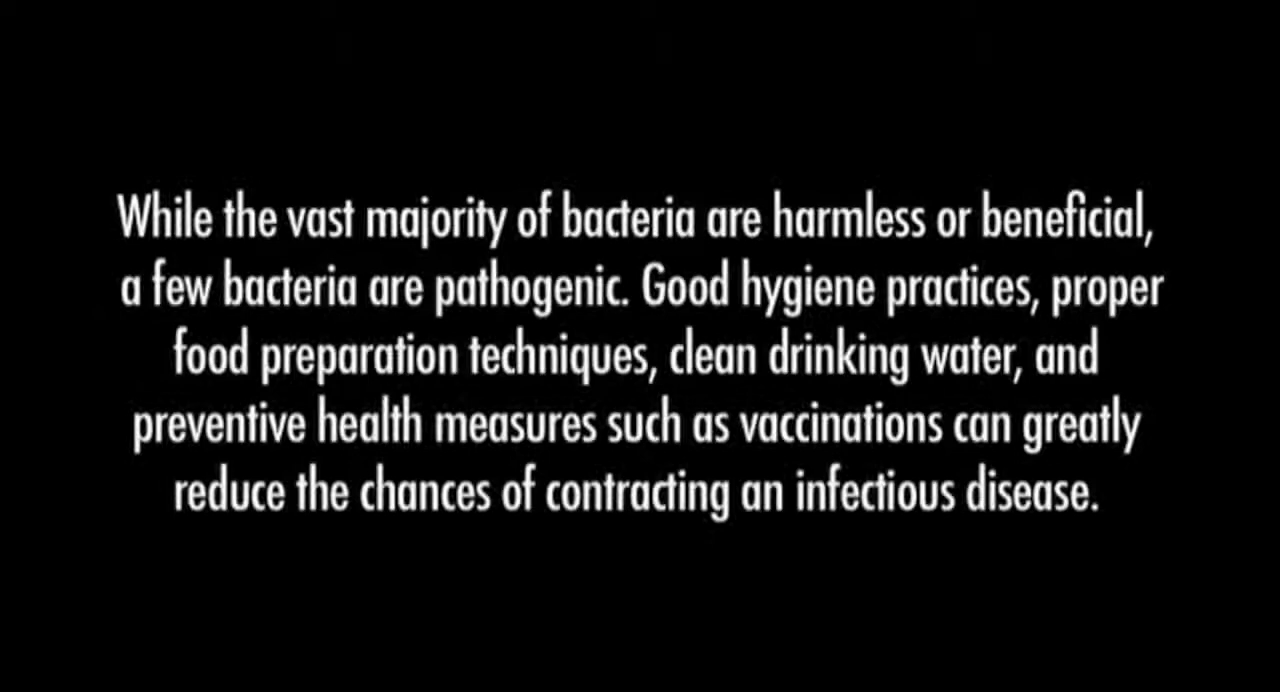 While the vast majority of bacteria are harmless or beneficial,
a few bacteria are pathogenic. Good hygiene practices, proper
food preparation techniques, clean drinking water, and
preventive health measures such as vaccinations can greatly
reduce the chances of contracting an infectious disease.